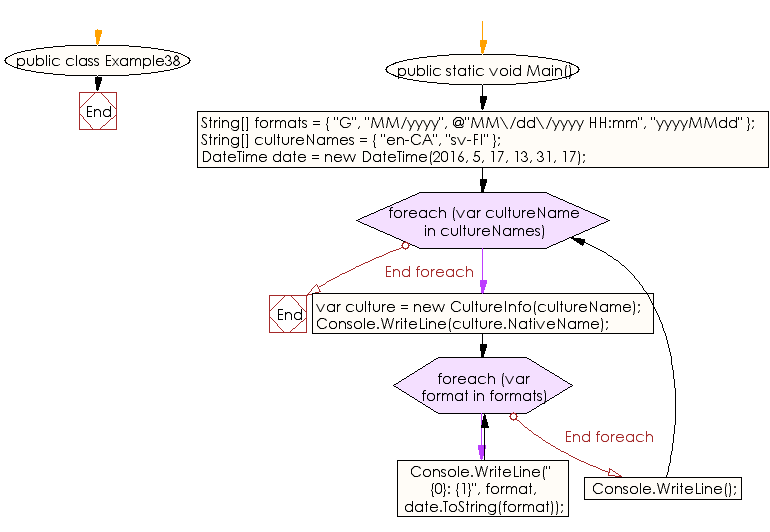 public class Example38
End
public static void Main()
String[] formats = { "G", "MM/yyyy", @"MM\/dd\/yyyy HH:mm", "yyyyMMdd" };
String[] cultureNames = { "en-CA", "sv-FI" };
DateTime date = new DateTime(2016, 5, 17, 13, 31, 17);
foreach (var cultureName
in cultureNames)
End foreach
End
var culture = new CultureInfo(cultureName);
Console.WriteLine(culture.NativeName);
foreach (var
format in formats)
End foreach
Console.WriteLine("
{0}: {1}", format,
date.ToString(format));
Console.WriteLine();